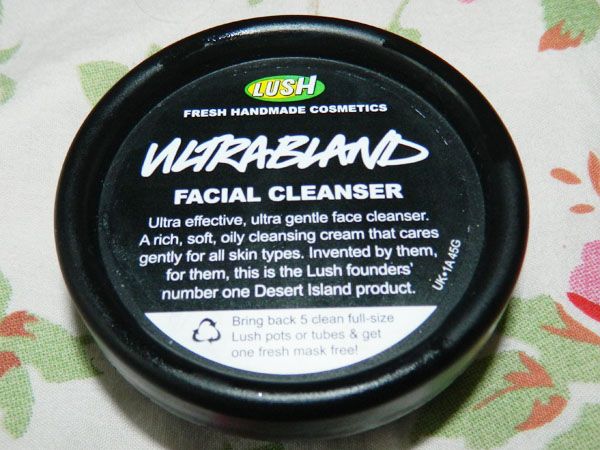 LUSH
FRESH HANDMADE COSMETICS
ULTRABLAND
FACIAL CLEANSER
Ultra effective, ultra gentle face cleanser.
A rich, soft, oily cleansing cream that cares
gently for all skin types. Invented by them,
for them, this is the Lush founders'
number one Desert Island product.
UK•1A 45G
Bring back 5 clean full-size
Lush pots or tubes & get
one fresh mask free!